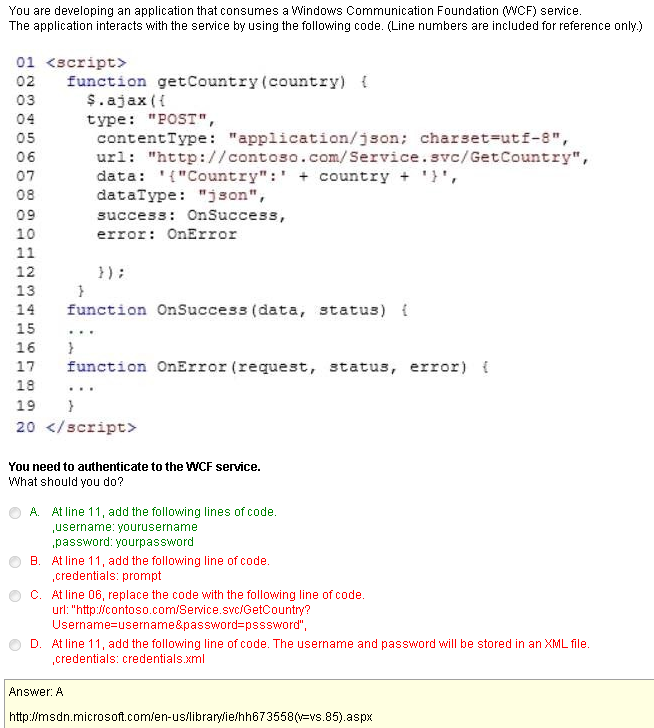 You are developing an application that consumes a Windows Communication Foundation (WCF) service.
The application interacts with the service by using the following code. (Line numbers are included for reference only.)
01 <script>
02 function getCountry(country) {
03 $.ajax({
04 type: "POST",
05 contentType: "application/json; charset=utf-8",
06 url: "http://contoso.com/Service.svc/GetCountry",
07 data: '{"Country":' + country + '}',
08 dataType: "json",
09 success: OnSuccess,
10 error: OnError
11
12 });
13 }
14 function OnSuccess(data, status) {
15 ...
16 }
17 function OnError(request, status, error) {
18 ...
19 }
20 </script>
You need to authenticate to the WCF service.
What should you do?
A. At line 11, add the following lines of code.
,username: yourusername
,password: yourpassword
B. At line 11, add the following line of code.
,credentials: prompt
C. At line 06, replace the code with the following line of code.
url: "http://contoso.com/Service.svc/GetCountry?
Username=username&password=psssword",
D. At line 11, add the following line of code. The username and password will be stored in an XML file.
,credentials: credentials.xml
Answer: A
http://msdn.microsoft.com/en-us/library/ie/hh673558(v=vs.85).aspx